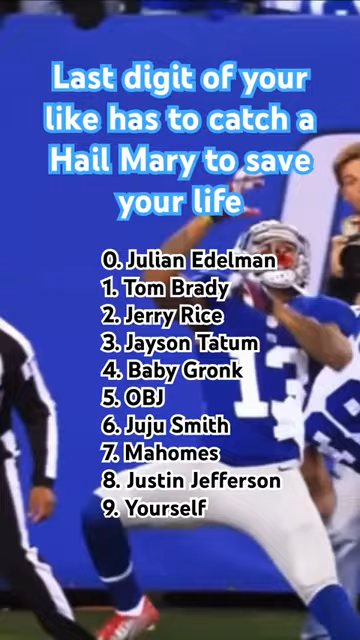 Last digit of your
like has to catch a
Hail Mary to save
your life
0. Julian Edelman
1. Tom Brady
2. Jerry Rice
3. Jayson Tatum
4. Baby Gronk
5. OBJ
6. Juju Smith
7. Mahomes
8. Justin Jefferson
9. Yourself
13